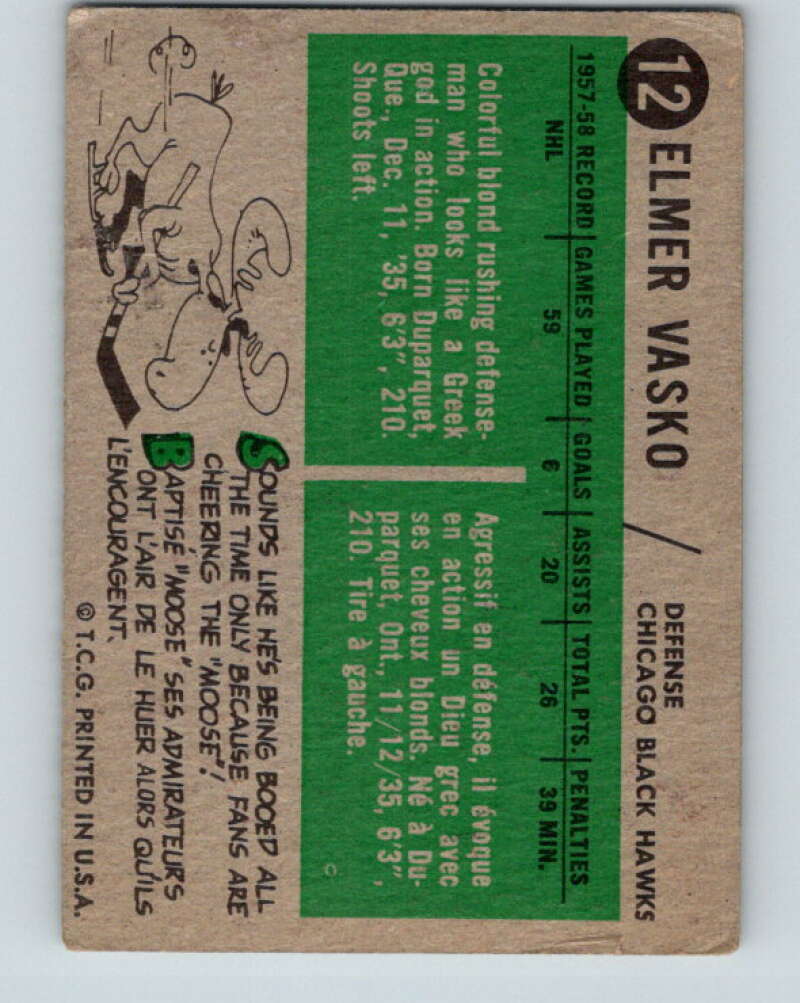 12 ELMER VASKO
DEFENSE
CHICAGO BLACK HAWKS
1957-58 RECORD GAMES PLAYED GOALS ASSISTS TOTAL PTS. PENALTIES
NHL 59 6 20 26 39 MIN.
Colorful blond rushing defense-
man who looks like a Greek
god in action. Born Duparquet,
Que., Dec. 11, '35, 6'3", 210.
Shoots left.
Agressif en défense, il évoque
en action un Dieu grec avec
ses cheveux blonds. Né à Du-
parquet, Ont., 11/12/35, 6'3",
210. Tire à gauche.
C
SOUNDS LIKE HE'S BEING BOOED ALL
THE TIME ONLY BECAUSE FANS ARE
CHEERING THE "MOOSE"!
BAPTISÉ "MOOSE" SES ADMIRATEURS
ONT L'AIR DE LE HUER ALORS QU'ILS
L'ENCOURAGENT.
© T.C.G. PRINTED IN U.S.A.